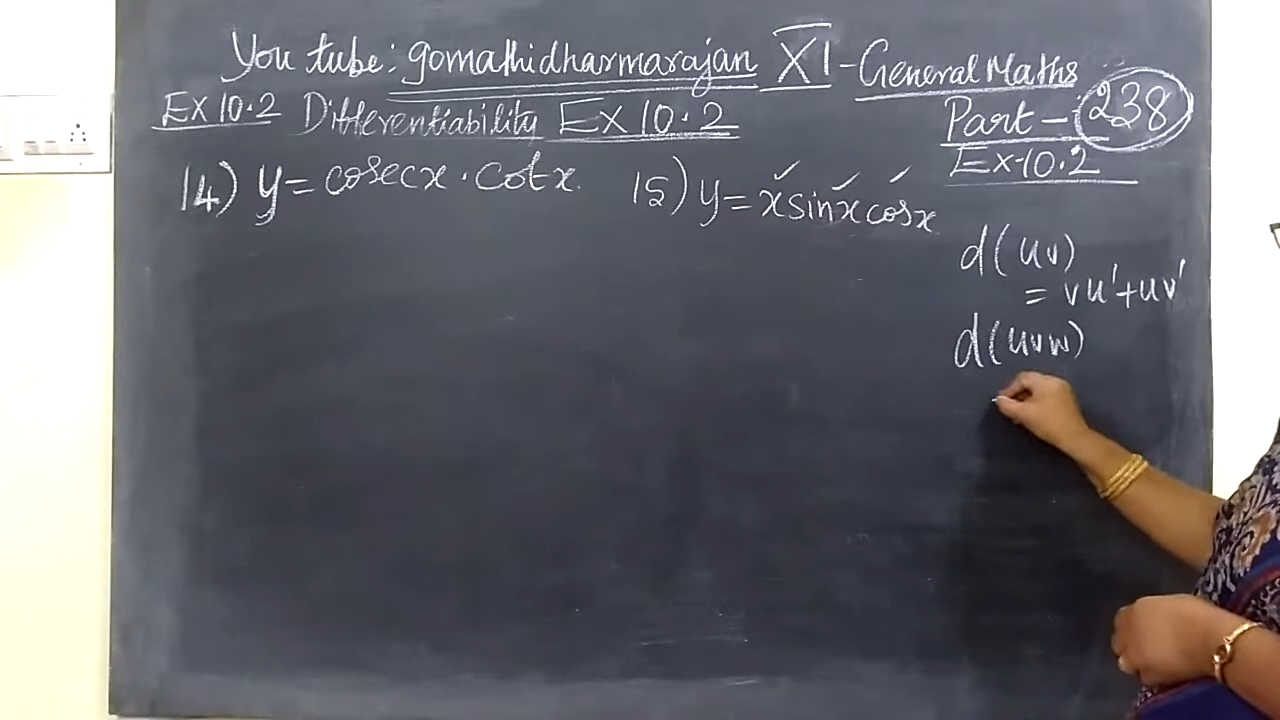 You tube: gomathidharmarajan XI - General Maths
Ex 10.2 Differentiability Ex 10.2
Part - 238
Ex-10.2
14) y = cosecx . cotx
15) y = x sinx cosx
d(uv)
= vu' + uv'
d(uvw)